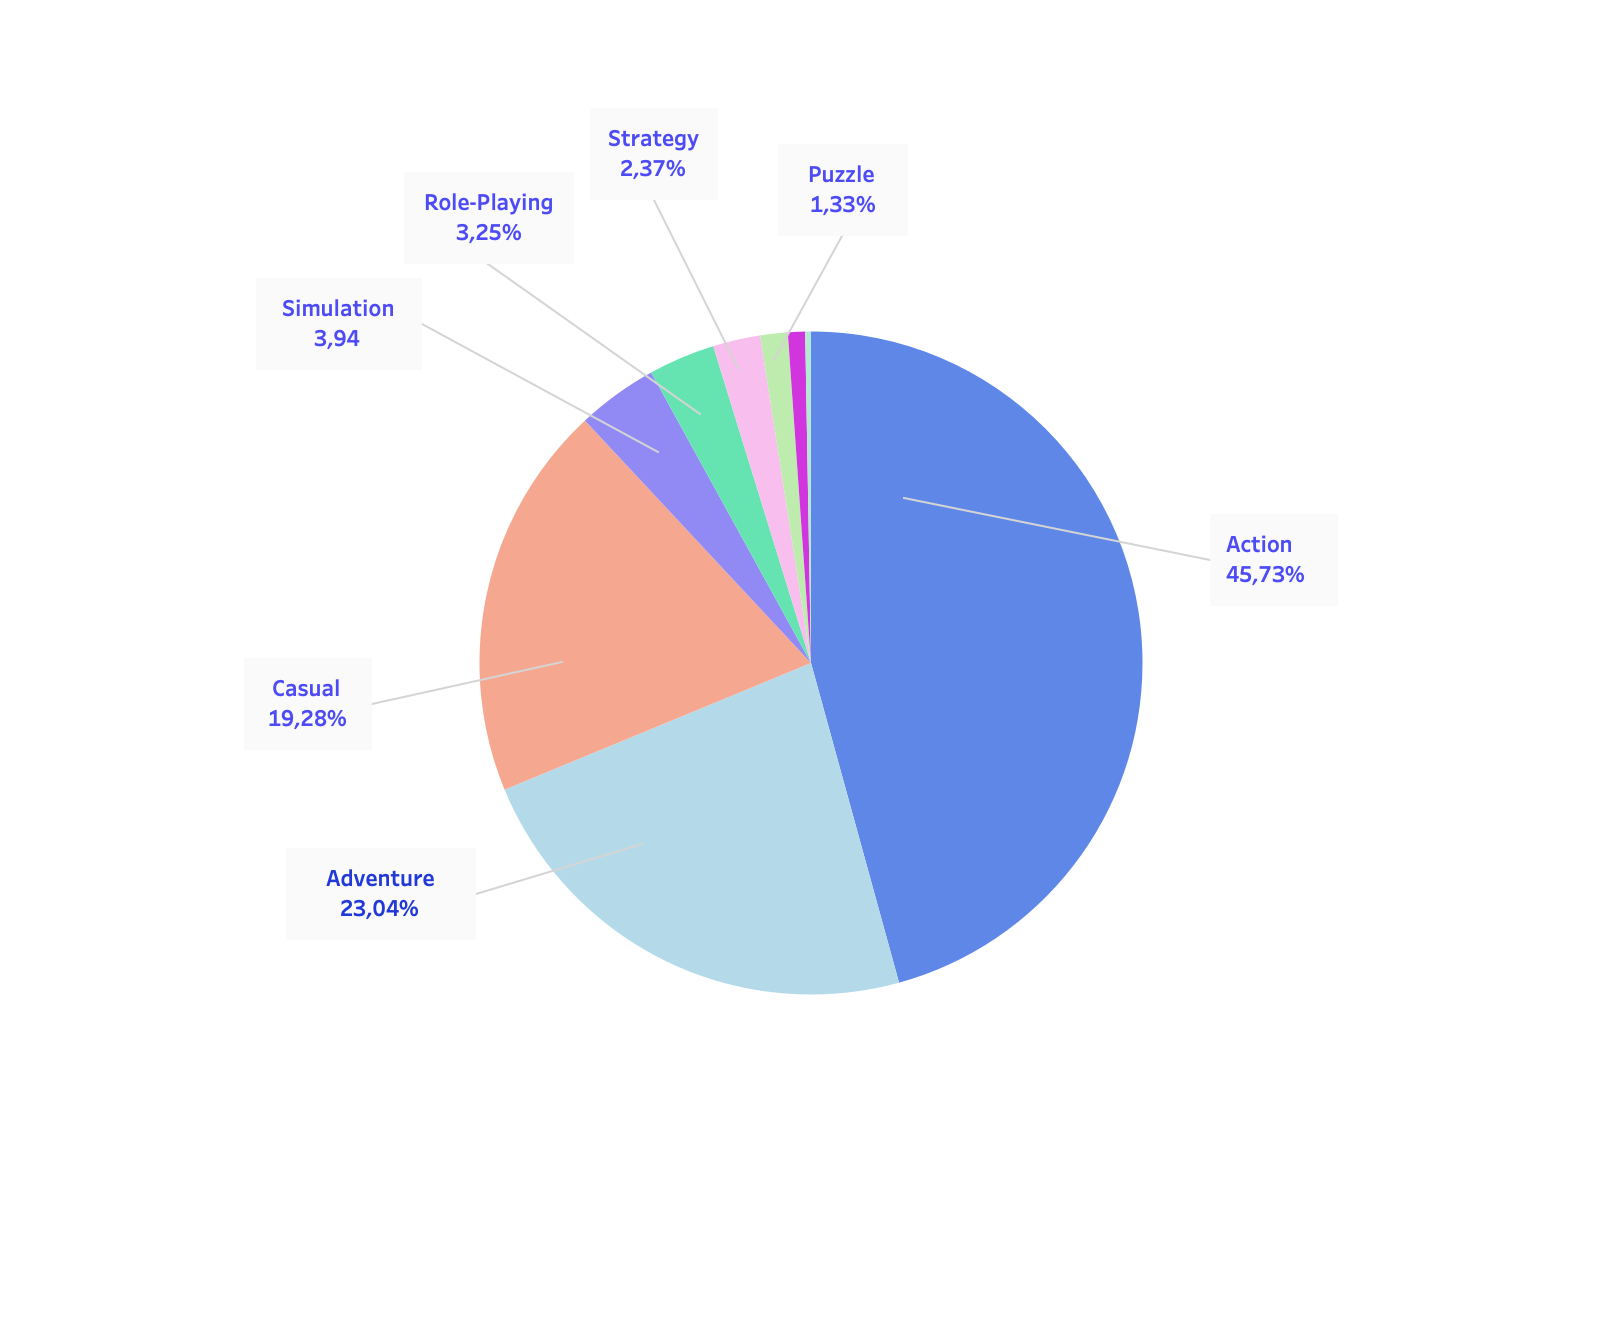 Strategy
2,37%
Puzzle
1,33%
Role-Playing
3,25%
Simulation
3,94
Action
45,73%
Casual
19,28%
Adventure
23,04%